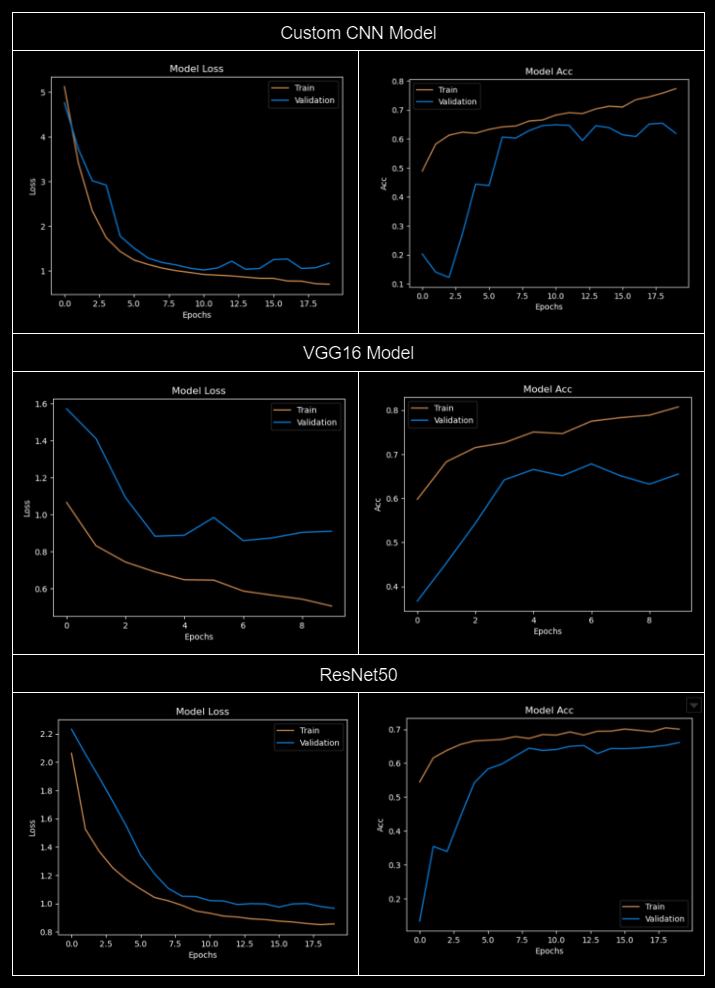 Custom CNN Model
Model Loss
Train
Validation
5
4
3
2
1
Loss
0.0 2.5 5.0 7.5 10.0 12.5 15.0 17.5
Epochs
Model Acc
Train
Validation
0.8
0.7
0.6
0.5
0.4
0.3
0.2
0.1
Acc
0.0 2.5 5.0 7.5 10.0 12.5 15.0 17.5
Epochs
VGG16 Model
Model Loss
Train
Validation
1.6
1.4
1.2
1.0
0.8
0.6
Loss
0 2 4 6 8
Epochs
Model Acc
Train
Validation
0.8
0.7
0.6
0.5
0.4
Acc
0 2 4 6 8
Epochs
ResNet50
Model Loss
Train
Validation
2.2
2.0
1.8
1.6
1.4
1.2
1.0
0.8
Loss
0.0 2.5 5.0 7.5 10.0 12.5 15.0 17.5
Epochs
Model Acc
0.7
0.6
0.5
0.4
0.3
0.2
Acc
Train
Validation
0.0 2.5 5.0 7.5 10.0 12.5 15.0 17.5
Epochs